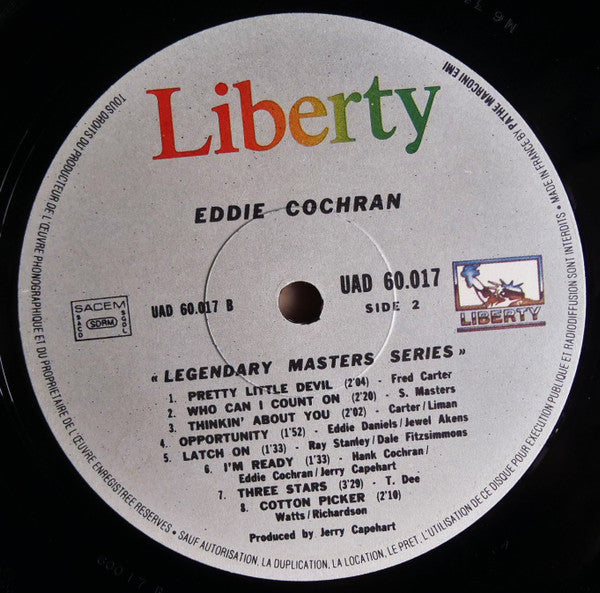 Liberty
EDDIE COCHRAN
SACEM
SACD
SDRM
SGDL
UAD 60.017 B
UAD 60.017
SIDE 2
LIBERTY
« LEGENDARY MASTERS SERIES »
1. PRETTY LITTLE DEVIL (2'04) - Fred Carter
2. WHO CAN I COUNT ON (2'20) - S. Masters
3. THINKIN' ABOUT YOU (2'02) - Carter/Liman
4. OPPORTUNITY (1'52) - Eddie Daniels/Jewel Akens
5. LATCH ON (1'33) - Ray Stanley/Dale Fitzsimmons
6. I'M READY (1'33) - Hank Cochran/
Eddie Cochran/Jerry Capehart
7. THREE STARS (3'29) - T. Dee
8. COTTON PICKER (2'10)
Watts/Richardson
Produced by Jerry Capehart
TOUS DROITS DU PRODUCTEUR DE L'ŒUVRE PHONOGRAPHIQUE ET DU PROPRIETAIRE DE L'ŒUVRE ENREGISTREE RESERVES • SAUF AUTORISATION, LA DUPLICATION, LA LOCATION, LE PRET, L'UTILISATION DE CE DISQUE POUR EXECUTION PUBLIQUE ET RADIODIFFUSION SONT INTERDITS • MADE IN FRANCE BY PATHE MARCONI EMI